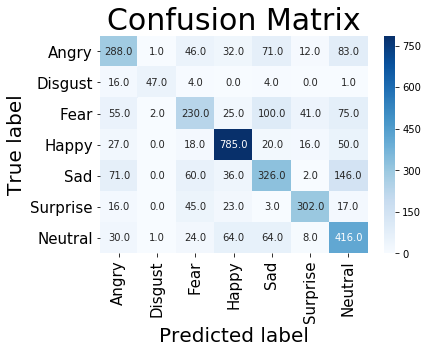 Confusion Matrix
True label
Angry 288.0 1.0 46.0 32.0 71.0 12.0 83.0
Disgust 16.0 47.0 4.0 0.0 4.0 0.0 1.0
Fear 55.0 2.0 230.0 25.0 100.0 41.0 75.0
Happy 27.0 0.0 18.0 785.0 20.0 16.0 50.0
Sad 71.0 0.0 60.0 36.0 326.0 2.0 146.0
Surprise 16.0 0.0 45.0 23.0 3.0 302.0 17.0
Neutral 30.0 1.0 24.0 64.0 64.0 8.0 416.0
Angry Disgust Fear Happy Sad Surprise Neutral
Predicted label
750
600
450
300
150
0